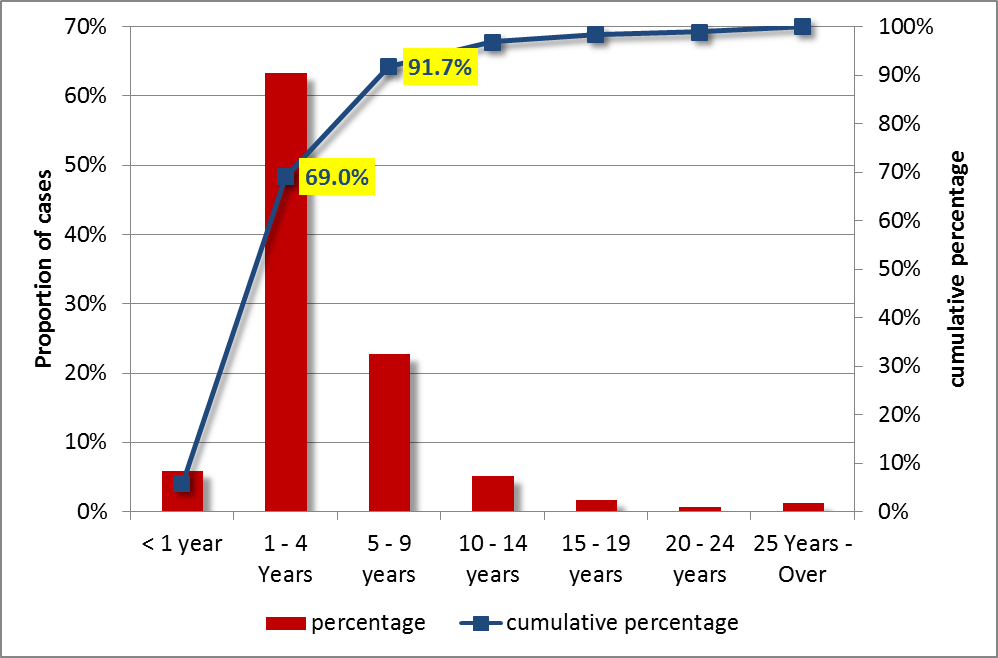 70%
60%
50%
40%
30%
20%
10%
0%
Proportion of cases
100%
90%
80%
70%
60%
50%
40%
30%
20%
10%
0%
cumulative percentage
91.7%
69.0%
< 1 year
1 - 4
Years
5 - 9
years
10 - 14
years
15 - 19
years
20 - 24
years
25 Years -
Over
percentage
cumulative percentage